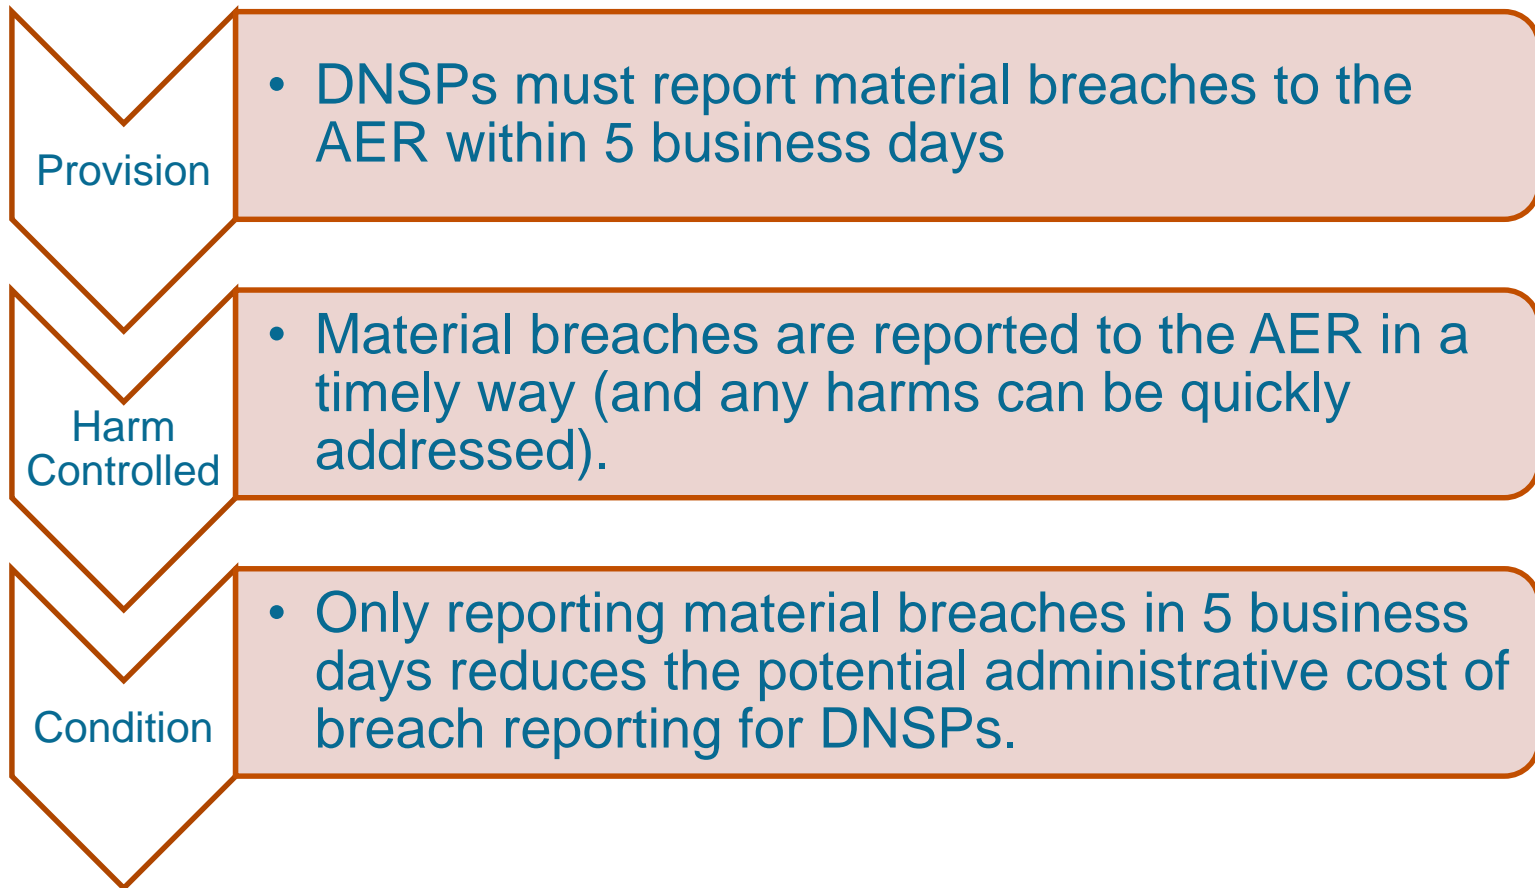 Provision
• DNSPs must report material breaches to the
AER within 5 business days
Harm
Controlled
• Material breaches are reported to the AER in a
timely way (and any harms can be quickly
addressed).
Condition
• Only reporting material breaches in 5 business
days reduces the potential administrative cost of
breach reporting for DNSPs.